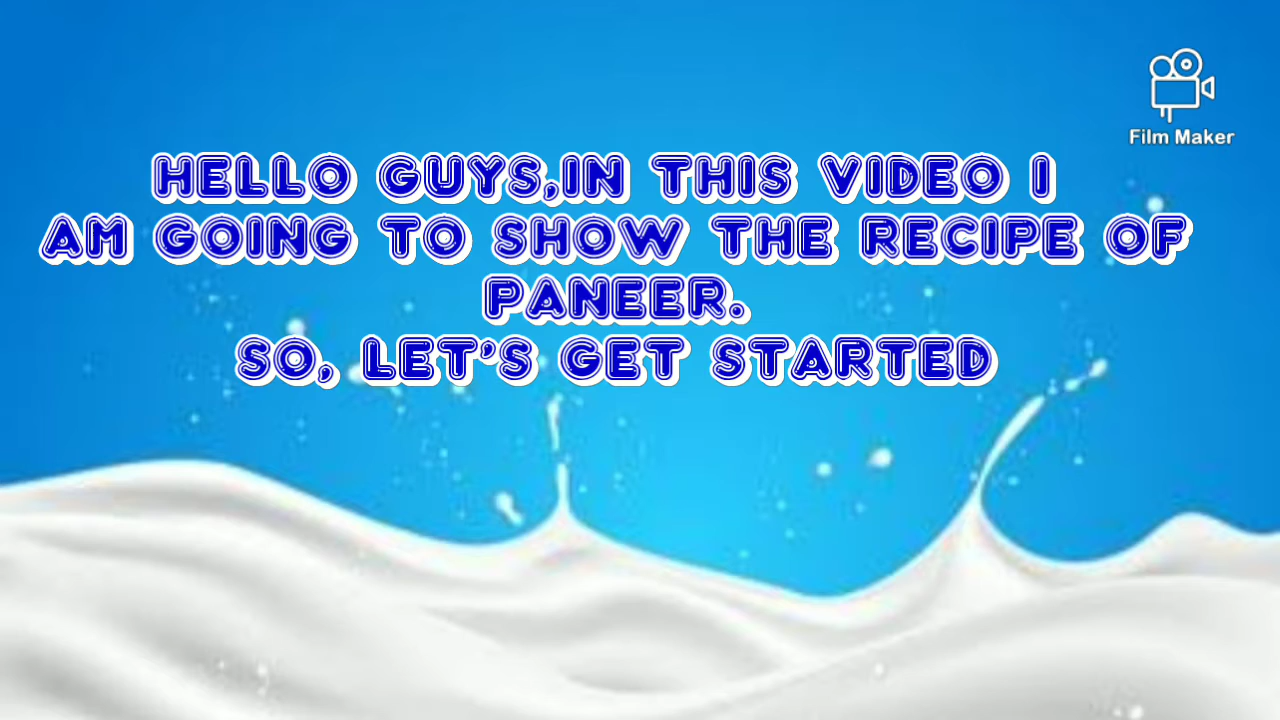 Film Maker
HELLO GUYS,IN THIS VIDEO I
AM GOING TO SHOW THE RECIPE OF
PANEER.
SO, LET'S GET STARTED